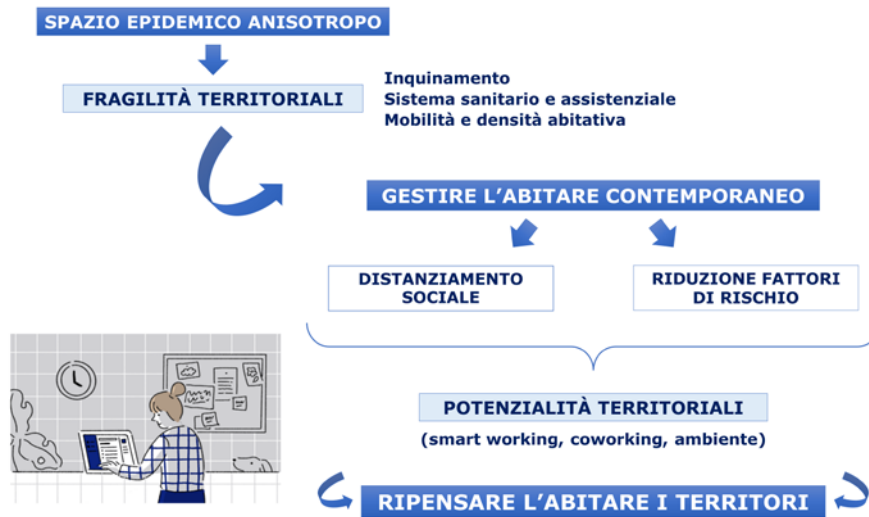 SPAZIO EPIDEMICO ANISOTROPO
FRAGILITÀ TERRITORIALI
Inquinamento
Sistema sanitario e assistenziale
Mobilità e densità abitativa
GESTIRE L'ABITARE CONTEMPORANEO
DISTANZIAMENTO
SOCIALE
RIDUZIONE FATTORI
DI RISCHIO
POTENZIALITÀ TERRITORIALI
(smart working, coworking, ambiente)
RIPENSARE L'ABITARE I TERRITORI